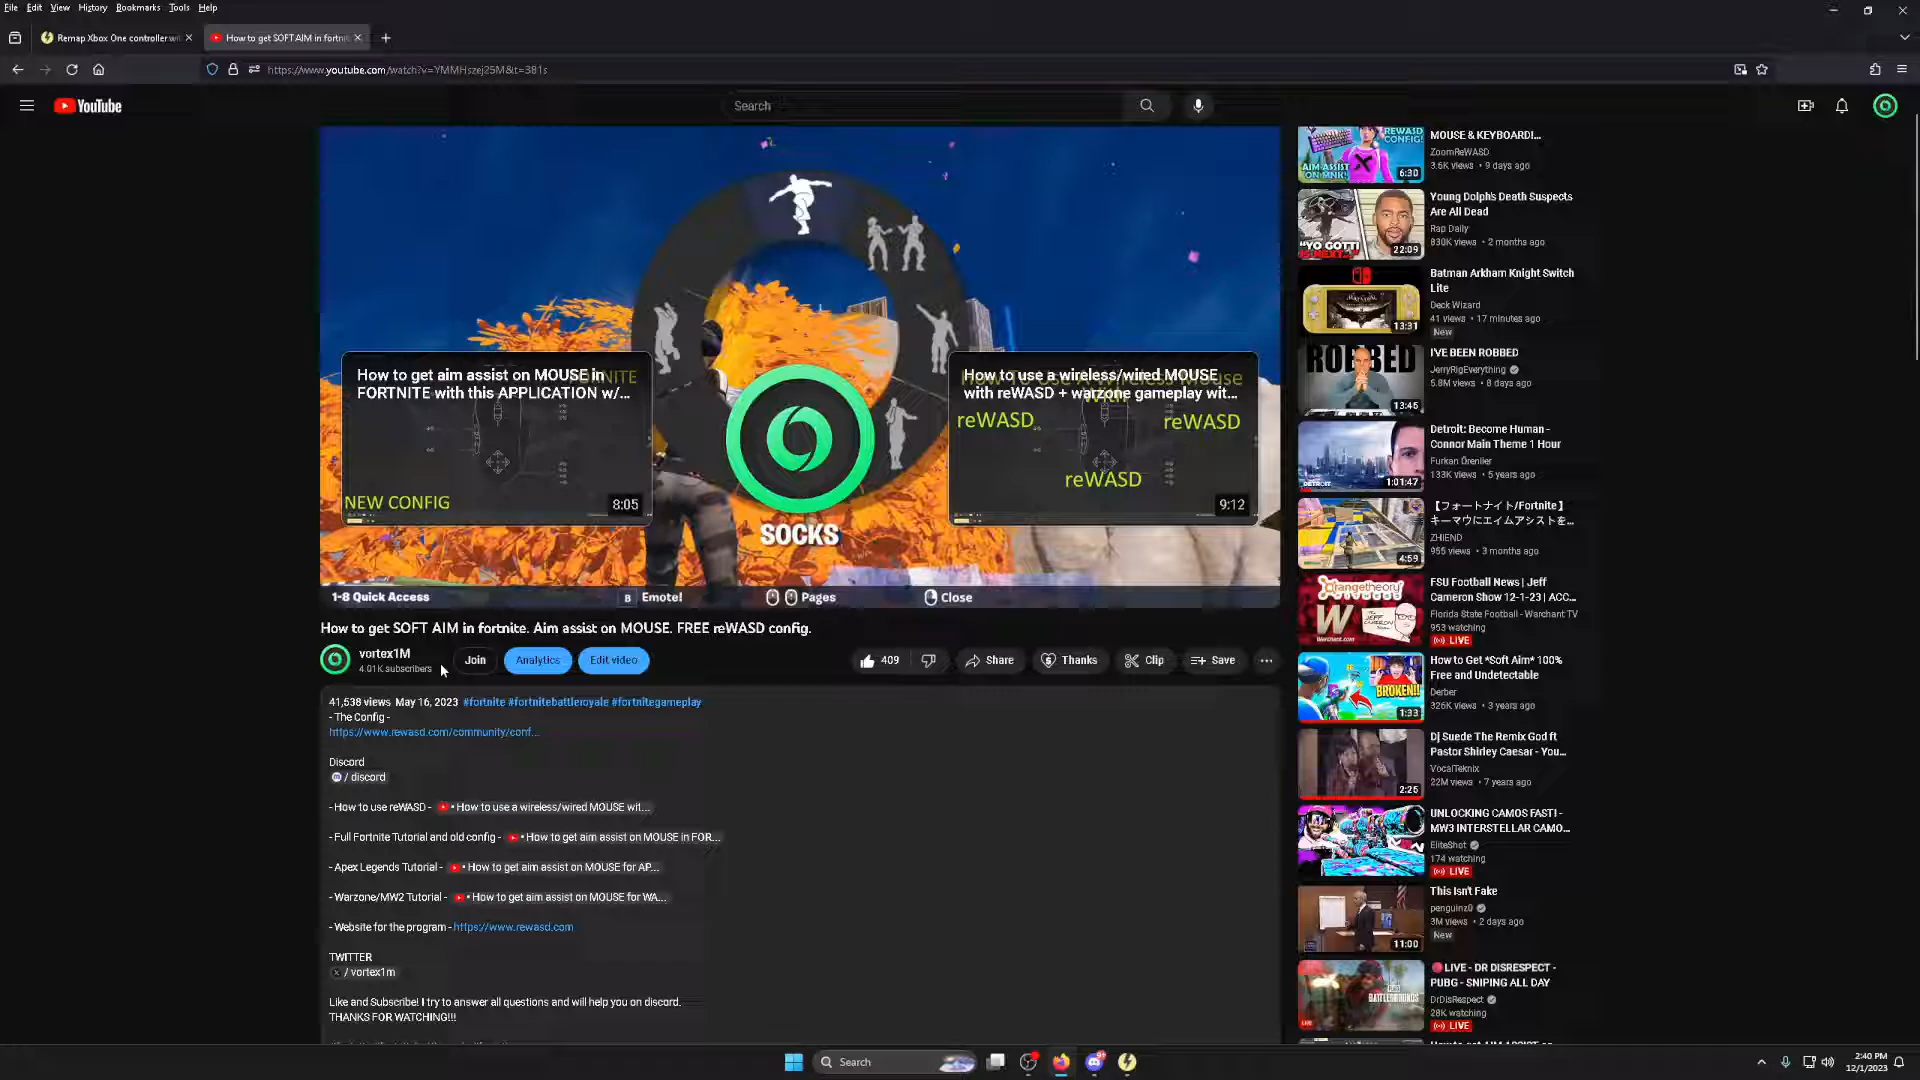 File Edit View History Bookmarks Tools Help
Remap Xbox One controller wi
How to get SOFT AIM in fortni
https://www.youtube.com/watch?v=YMMHszej25M&t=381s
YouTube
Search
How to get aim assist on MOUSE in
FORTNITE with this APPLICATION w/...
NEW CONFIG
8:05
SOCKS
How to use a wireless/wired MOUSE
with reWASD + warzone gameplay wit...
reWASD
reWASD
reWASD
9:12
1-8 Quick Access
B Emote!
Pages
Close
How to get SOFT AIM in fortnite. Aim assist on MOUSE. FREE reWASD config.
vortex1M
4.01K subscribers
Join
Analytics
Edit video
409
Share
Thanks
Clip
Save
41,538 views May 16, 2023 #fortnite #fortnitebattleroyale #fortnitegameplay
- The Config -
https://www.rewasd.com/community/conf...
Discord
/ discord
- How to use reWASD - • How to use a wireless/wired MOUSE wit...
- Full Fortnite Tutorial and old config - • How to get aim assist on MOUSE in FOR...
- Apex Legends Tutorial - • How to get aim assist on MOUSE for AP...
- Warzone/MW2 Tutorial - • How to get aim assist on MOUSE for WA...
- Website for the program - https://www.rewasd.com
TWITTER
X / vortex1m
Like and Subscribe! I try to answer all questions and will help you on discord.
THANKS FOR WATCHING!!!
REWASD
CONFIG!
AIM-ASSIST
ON MNK!
6:30
MOUSE & KEYBOARD!...
ZoomReWASD
3.6K views • 9 days ago
"YO GOTTI
IS NEXT..."
22:09
Young Dolph's Death Suspects
Are All Dead
Rap Daily
830K views • 2 months ago
13:31
Batman Arkham Knight Switch
Lite
Deck Wizard
41 views • 17 minutes ago
New
ROBBED
13:45
I'VE BEEN ROBBED
JerryRigEverything
5.8M views • 8 days ago
1:01:47
Detroit: Become Human -
Connor Main Theme 1 Hour
Furkan Öreniler
133K views • 5 years ago
4:59
【フォートナイト/Fortnite】
キーマウにエイムアシストを...
ZHIEND
955 views • 3 months ago
Orangetheory
FSU Football News | Jeff
Cameron Show 12-1-23 | ACC...
Florida State Football - Warchant TV
953 watching
LIVE
BROKEN!!
1:33
How to Get *Soft Aim* 100%
Free and Undetectable
Derber
326K views • 3 years ago
2:25
Dj Suede The Remix God ft
Pastor Shirley Caesar - You...
VocalTeknix
22M views • 7 years ago
UNLOCKING CAMOS FAST! -
MW3 INTERSTELLAR CAMO...
EliteShot
174 watching
LIVE
11:00
This Isn't Fake
penguinz0
3M views • 2 days ago
New
LIVE
BATTLEGROUNDS
LIVE - DR DISRESPECT -
PUBG - SNIPING ALL DAY
DrDisRespect
28K watching
LIVE
Search
2:40 PM
12/1/2023